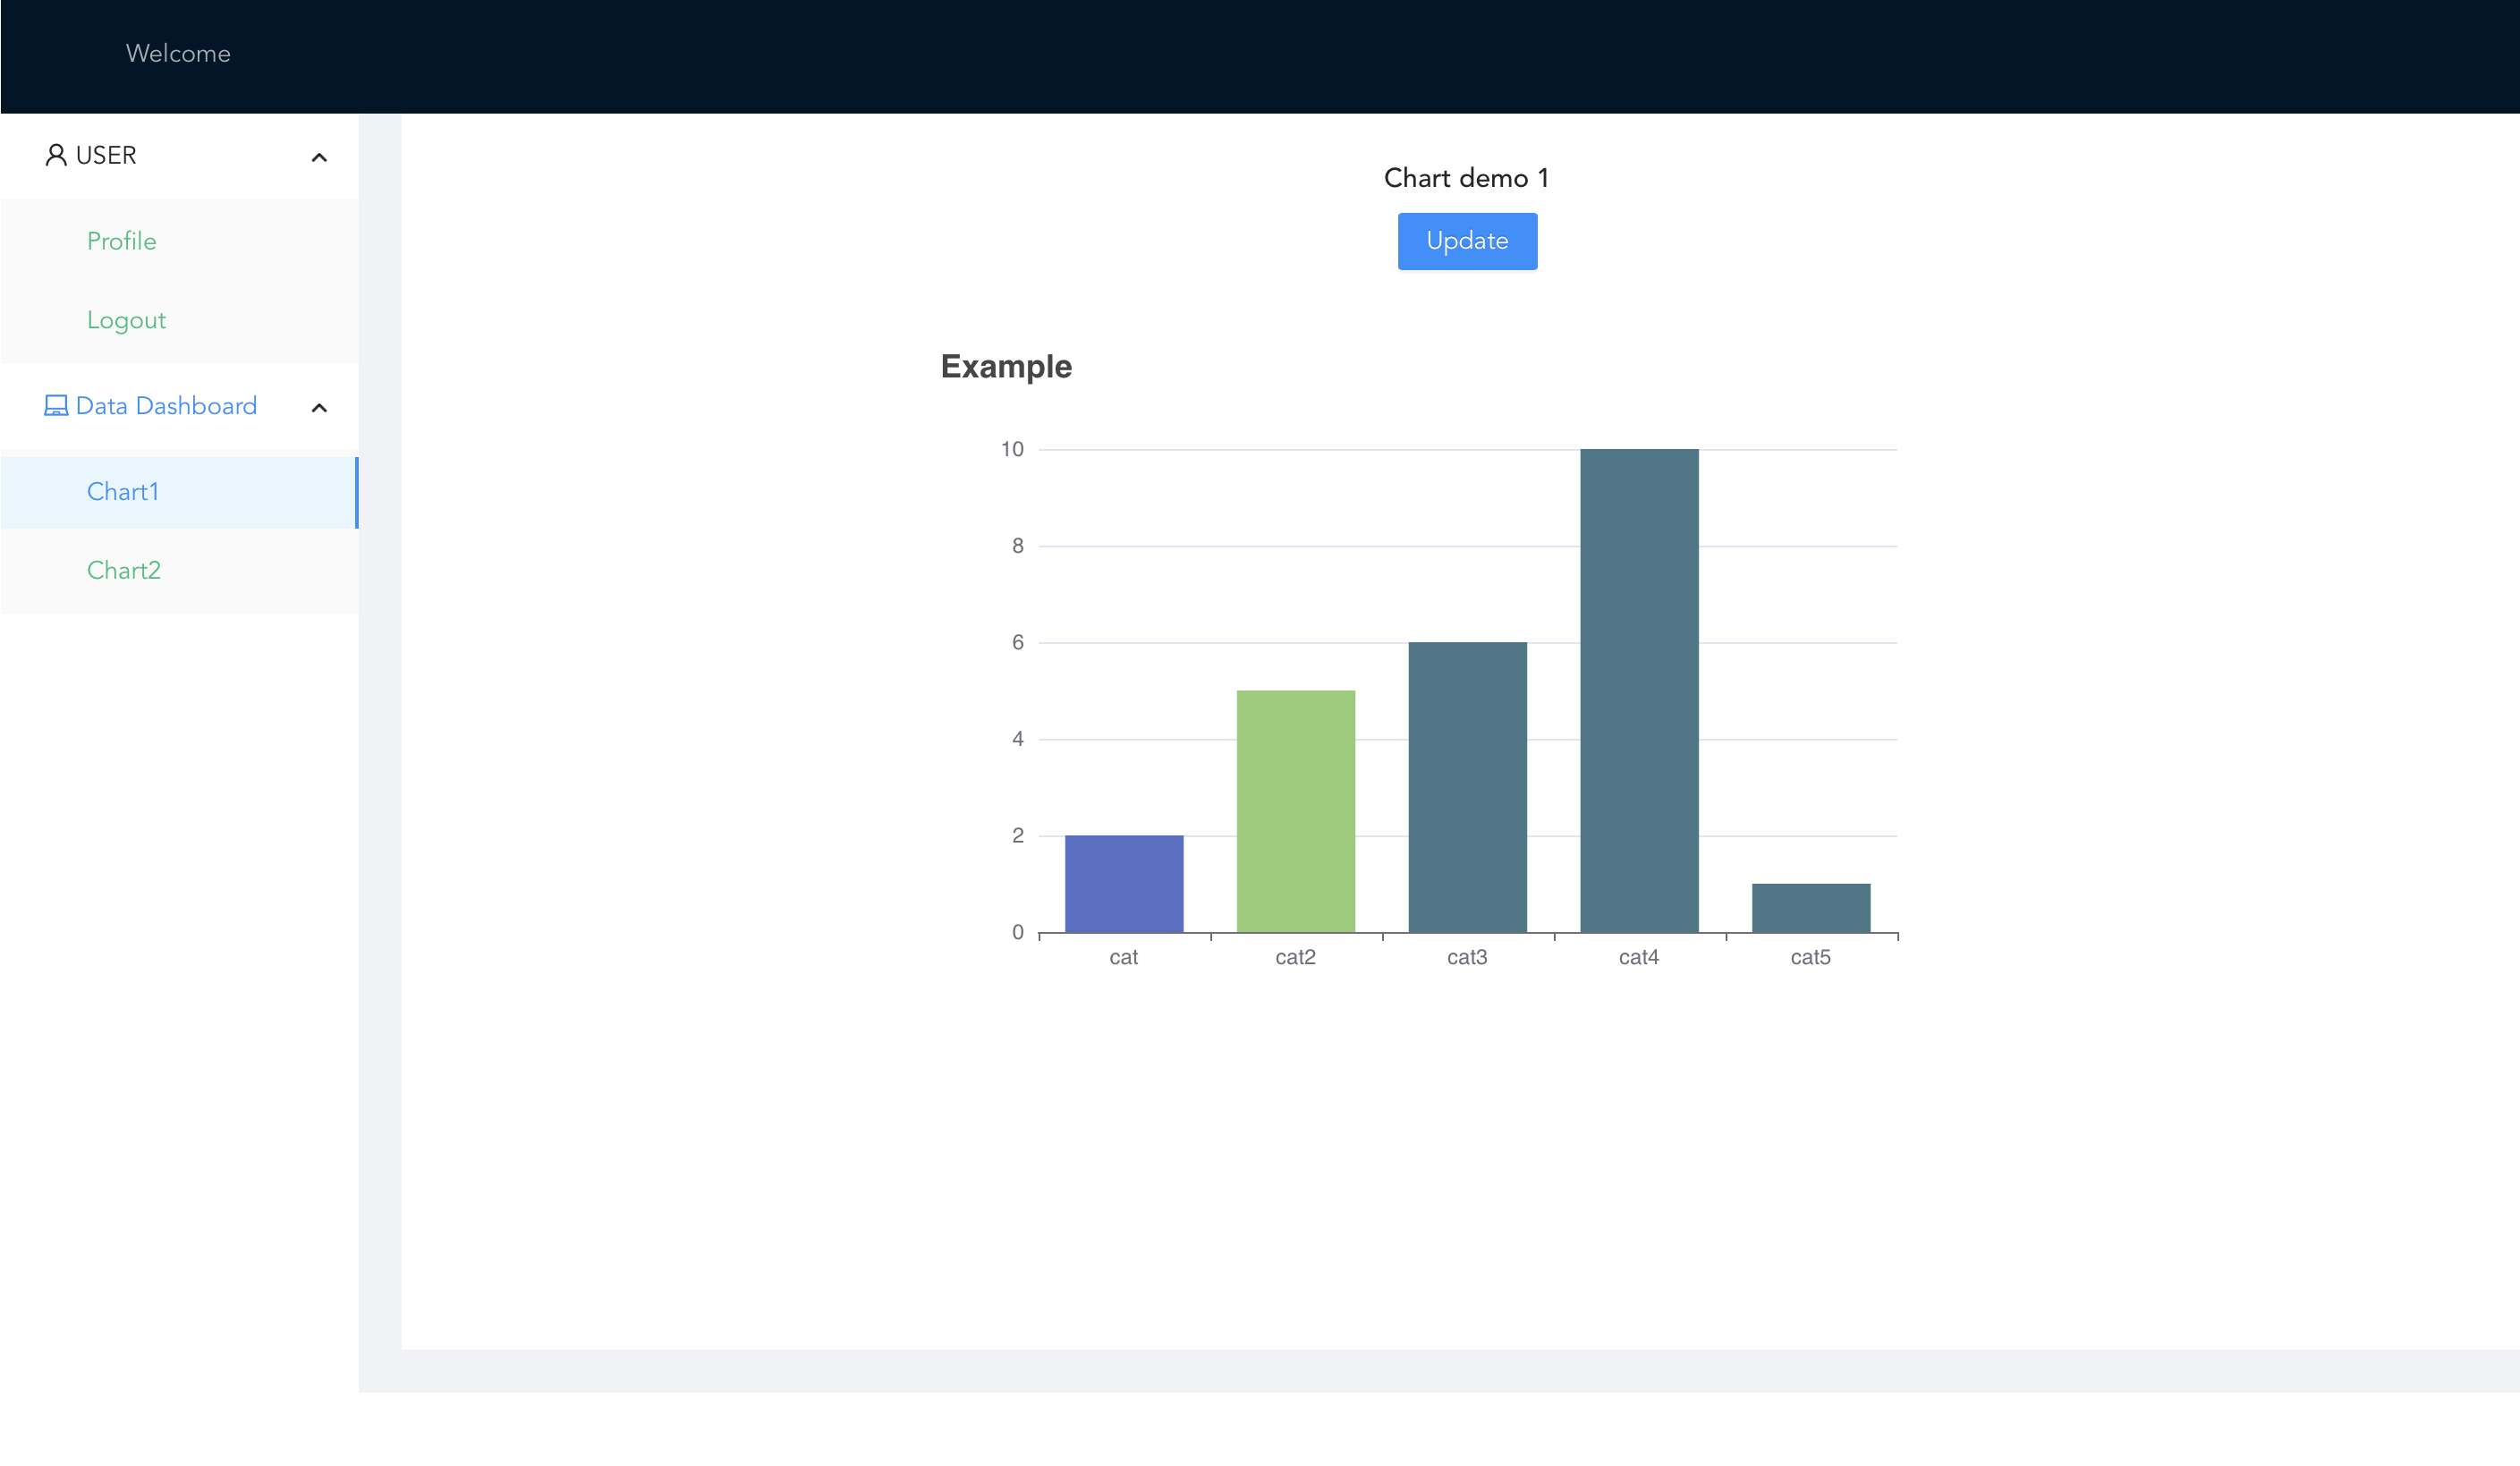 Welcome
USER
Profile
Logout
Data Dashboard
Chart1
Chart2
Chart demo 1
Update
Example
10
8
6
4
2
0
cat cat2 cat3 cat4 cat5